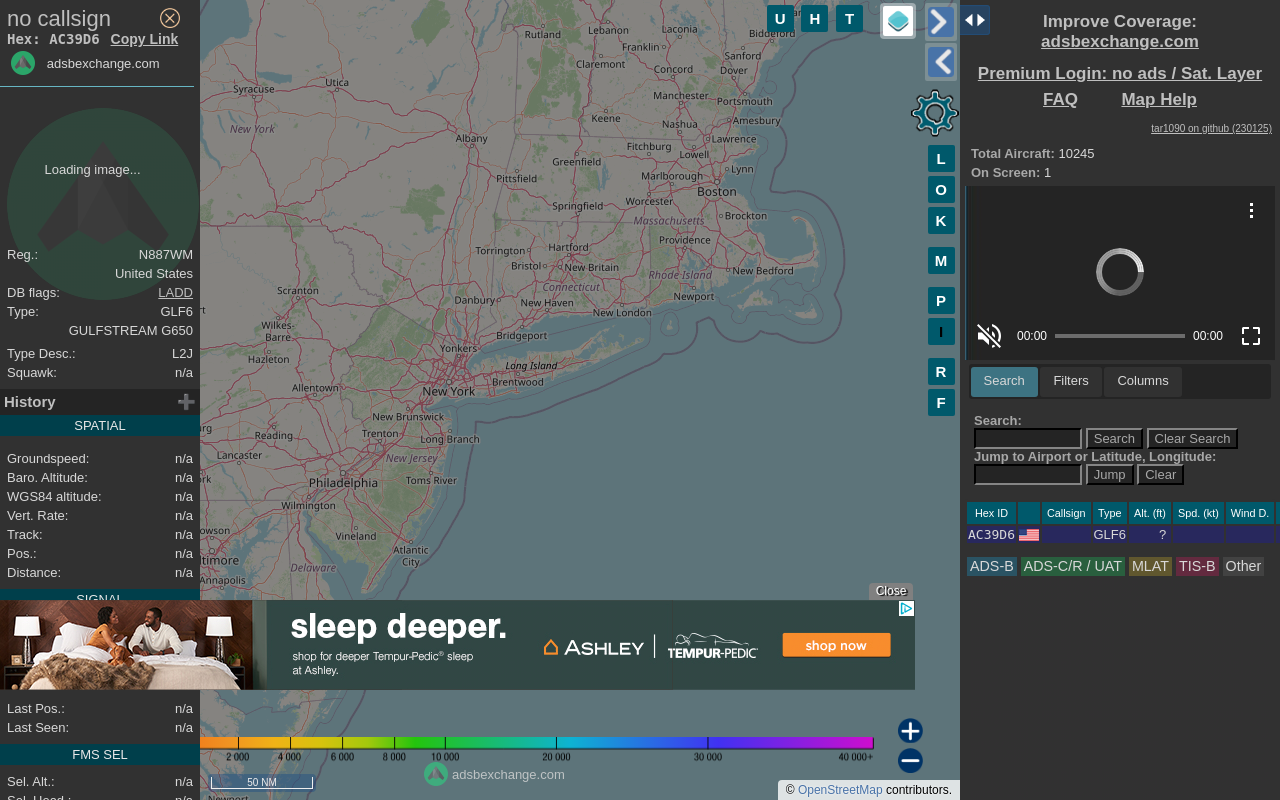 no callsign
Hex: AC39D6 Copy Link
adsbexchange.com
Loading image...
Reg.: N887WM
United States
DB flags: LADD
Type: GLF6
GULFSTREAM G650
Type Desc.: L2J
Squawk: n/a
History
SPATIAL
Groundspeed: n/a
Baro. Altitude: n/a
WGS84 altitude: n/a
Vert. Rate: n/a
Track: n/a
Pos.: n/a
Distance: n/a
SIGNAL
Last Pos.: n/a
Last Seen: n/a
FMS SEL
Sel. Alt.: n/a
Sel. Head.: n/a
U H T
L
O
K
M
P
I
R
F
Rutland
Lebanon
Laconia
Biddeford
Franklin
Sanford
Claremont
Concord
Dover
Utica
Syracuse
Manchester
Portsmouth
Keene
Nashua
Amesbury
New York
Albany
Fitchburg
Lawrence
Greenfield
Lowell
Lynn
Pittsfield
Marlborough
Boston
Springfield
Worcester
Massachusetts
Brockton
Providence
Torrington
Hartford
Bristol
New Britain
Rhode Island
New Bedford
Connecticut
Scranton
Danbury
New Haven
Newport
New London
Wilkes-
Barre
Bridgeport
Hazleton
Yonkers
Long Island
Allentown
New York
Brentwood
New Brunswick
Reading
Trenton
Long Branch
Lancaster
New Jersey
Philadelphia
Toms River
Wilmington
Vineland
Atlantic
City
Annapolis
Delaware
Close
sleep deeper.
shop for deeper Tempur-Pedic® sleep
at Ashley.
ASHLEY
TEMPUR-PEDIC
shop now
2 000 4 000 6 000 8 000 10 000 20 000 30 000 40 000+
adsbexchange.com
50 NM
© OpenStreetMap contributors.
Improve Coverage:
adsbexchange.com
Premium Login: no ads / Sat. Layer
FAQ Map Help
tar1090 on github (230125)
Total Aircraft: 10245
On Screen: 1
00:00 00:00
Search Filters Columns
Search:
Search Clear Search
Jump to Airport or Latitude, Longitude:
Jump Clear
Hex ID Callsign Type Alt. (ft) Spd. (kt) Wind D.
AC39D6 GLF6 ?
ADS-B ADS-C/R / UAT MLAT TIS-B Other